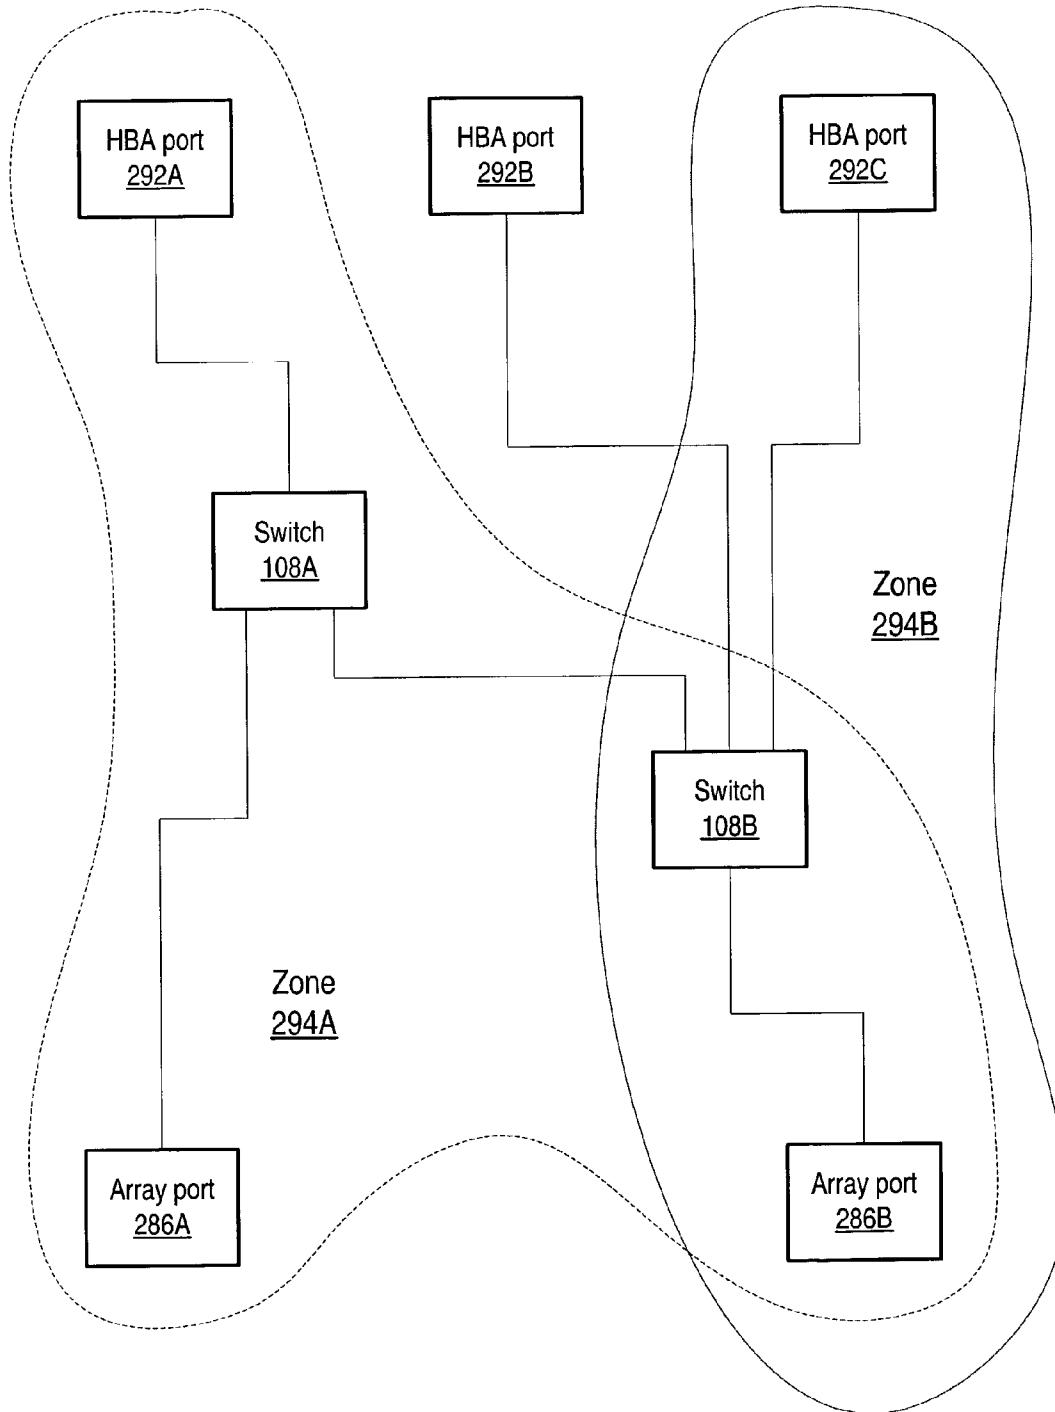 HBA port
292A
HBA port
292B
HBA port
292C
Switch
108A
Zone
294B
Switch
108B
Zone
294A
Array port
286A
Array port
286B